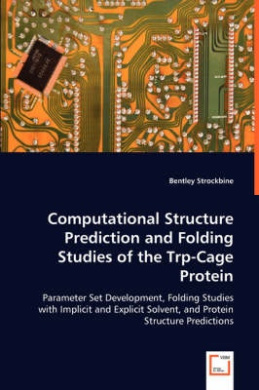 Bentley Strockbine
Computational Structure
Prediction and Folding
Studies of the Trp-Cage
Protein
Parameter Set Development, Folding Studies
with Implicit and Explicit Solvent, and Protein
Structure Predictions
VDM